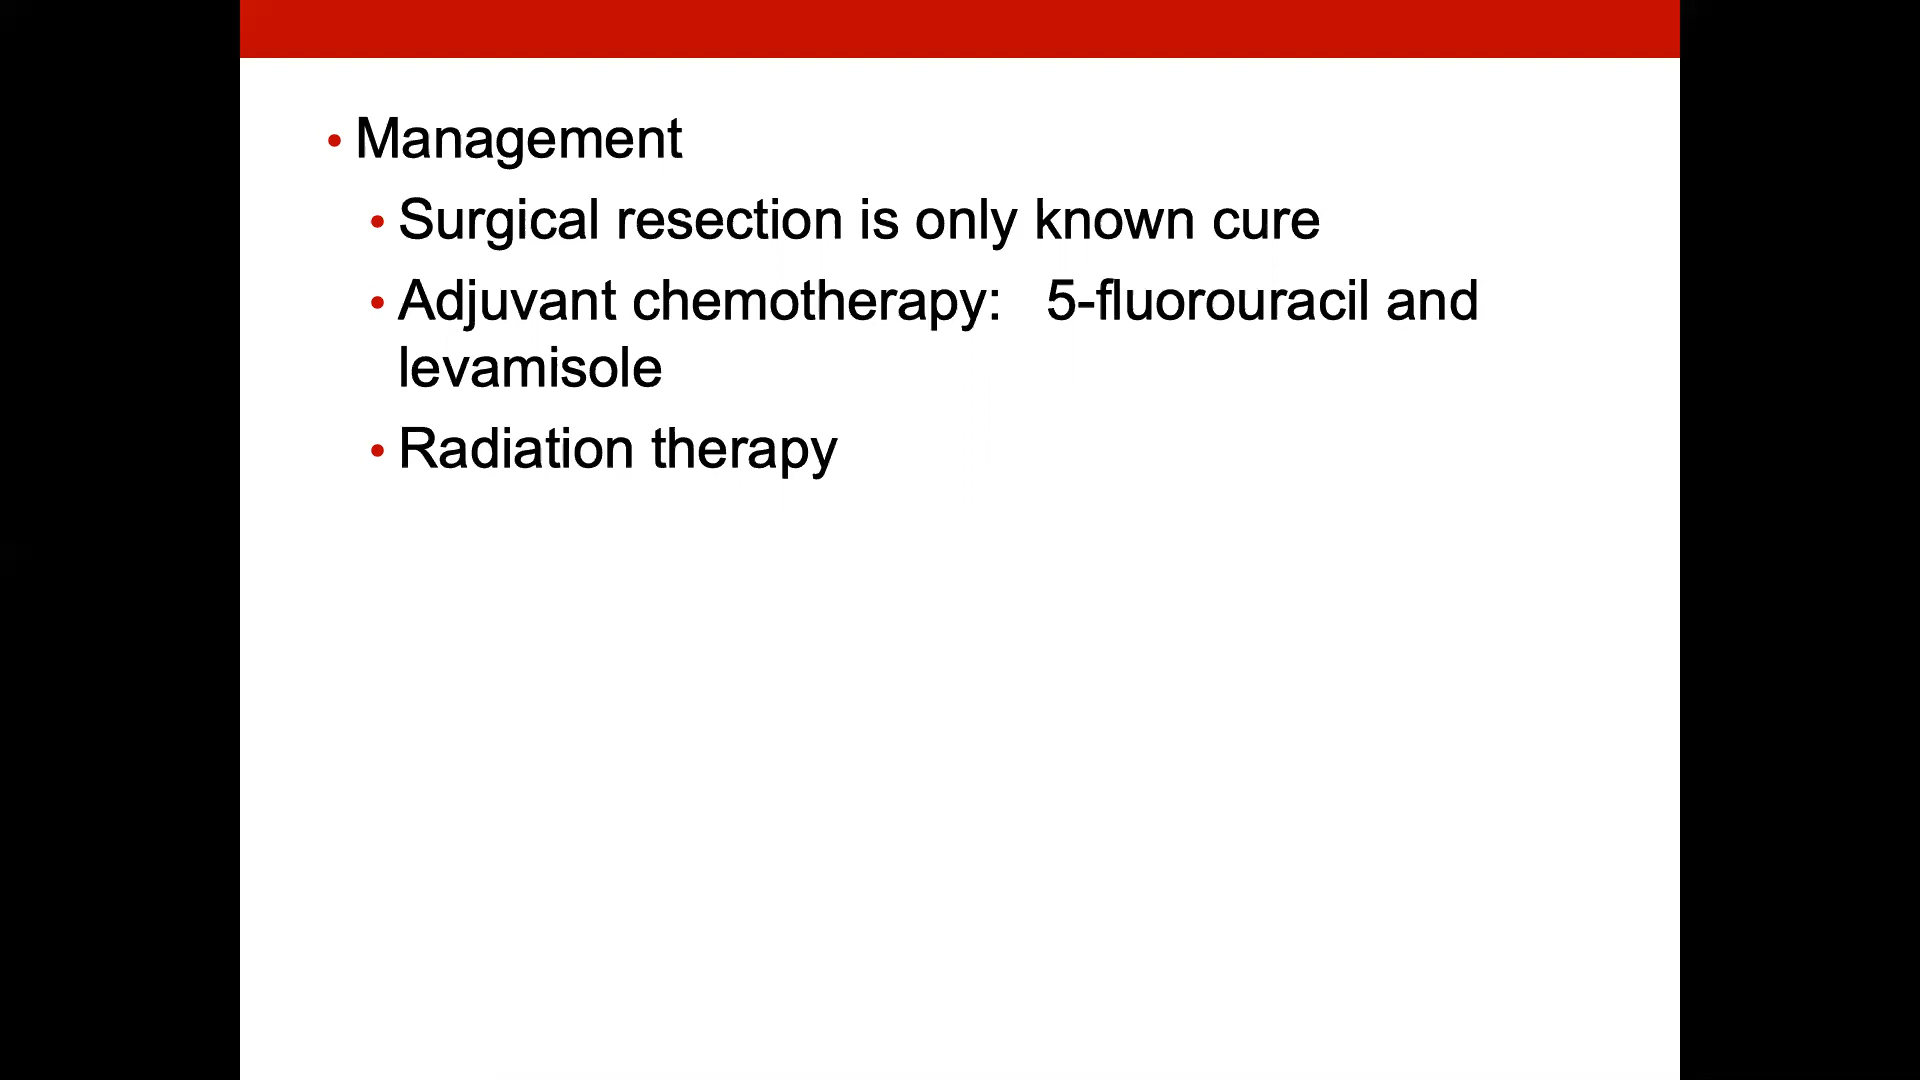 • Management
• Surgical resection is only known cure
• Adjuvant chemotherapy:   5-fluorouracil and
levamisole
• Radiation therapy